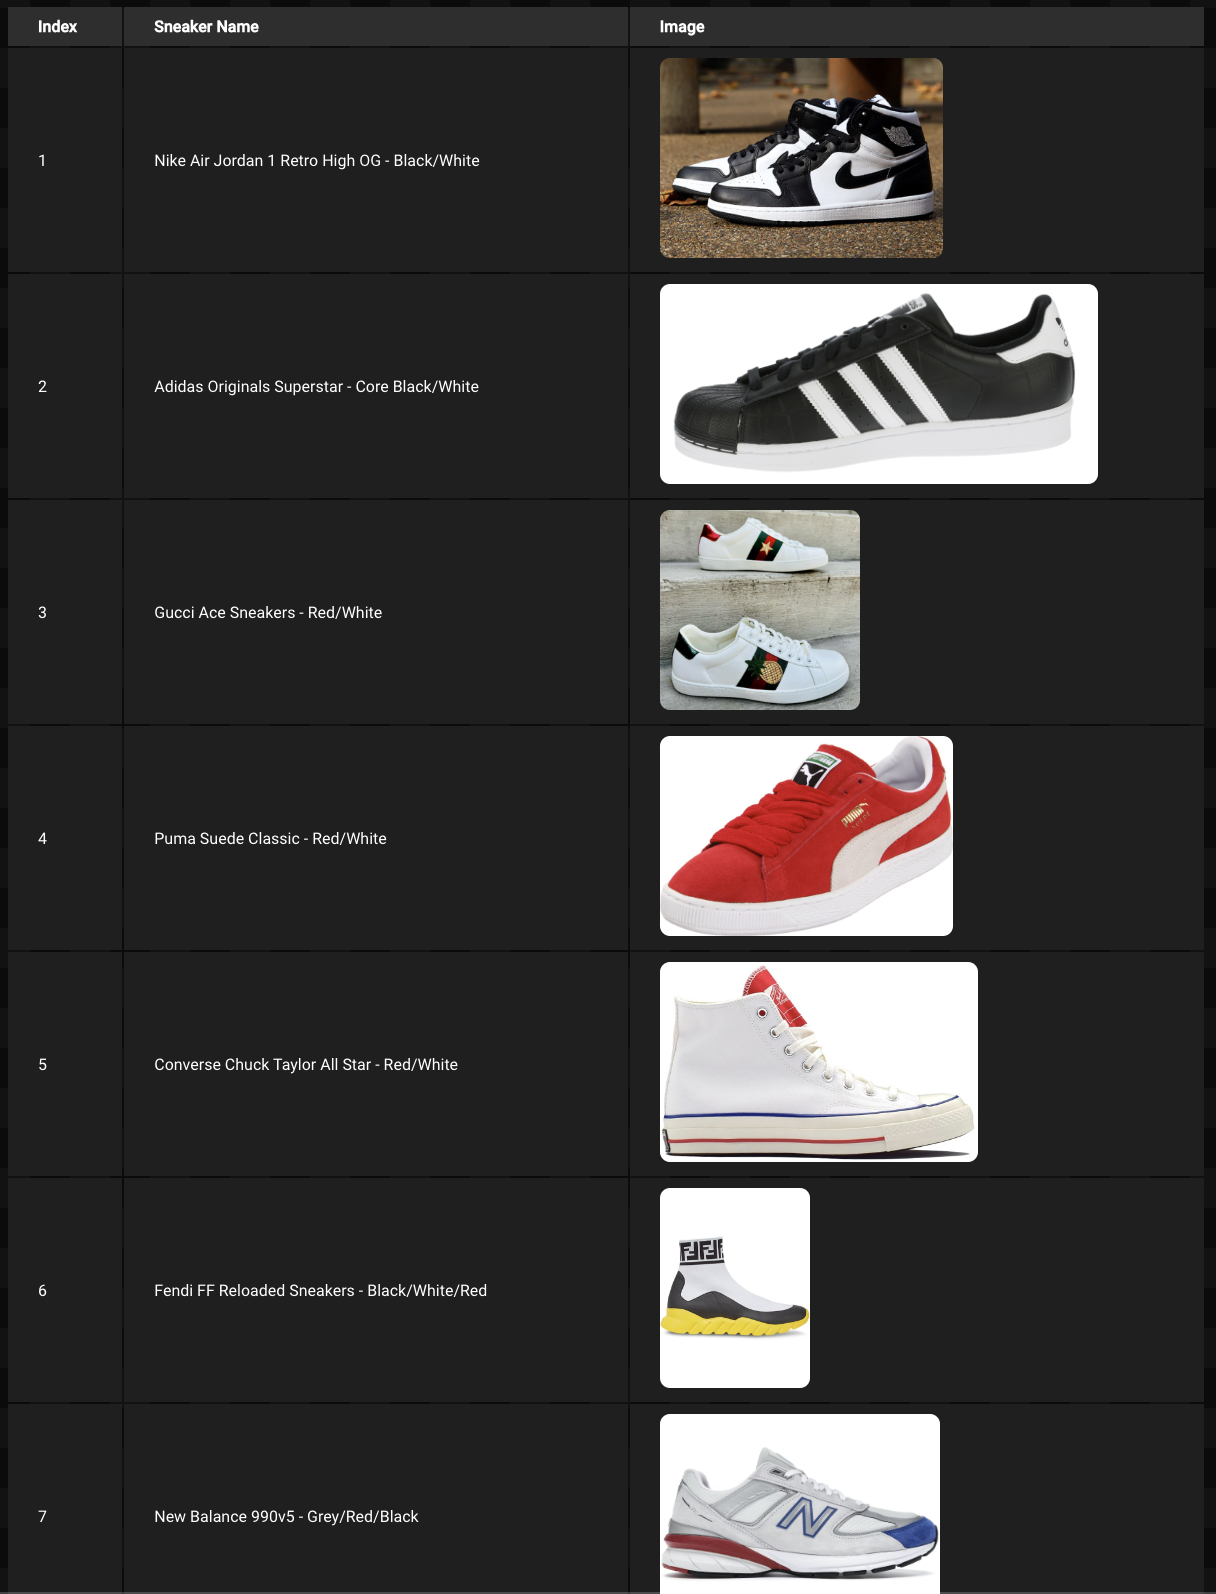 Index Sneaker Name Image
1 Nike Air Jordan 1 Retro High OG - Black/White
2 Adidas Originals Superstar - Core Black/White
3 Gucci Ace Sneakers - Red/White
4 Puma Suede Classic - Red/White
PUMA
5 Converse Chuck Taylor All Star - Red/White
6 Fendi FF Reloaded Sneakers - Black/White/Red
7 New Balance 990v5 - Grey/Red/Black
N